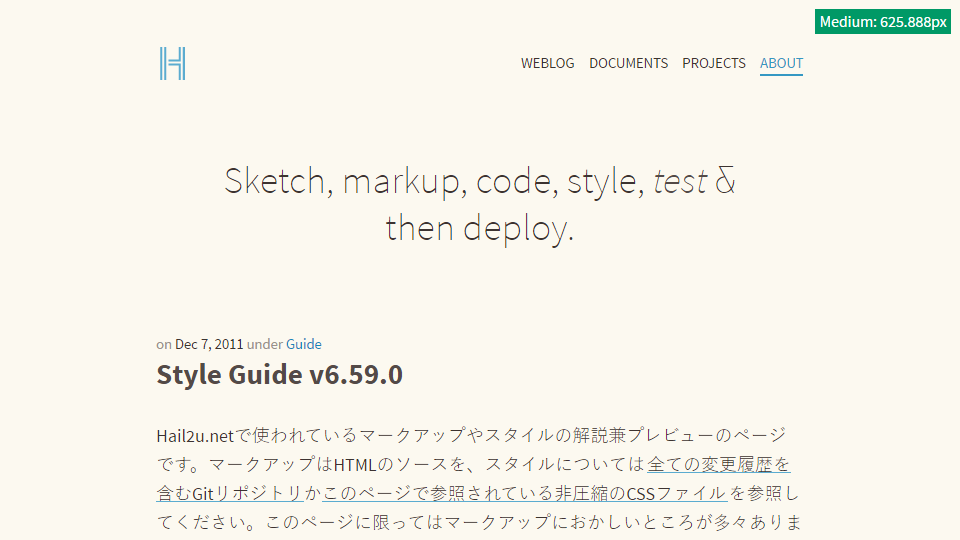 Medium: 625.888px
H
WEBLOG DOCUMENTS PROJECTS ABOUT
Sketch, markup, code, style, test &
then deploy.
on Dec 7, 2011 under Guide
Style Guide v6.59.0
Hail2u.netで使われているマークアップやスタイルの解説兼プレビューのページ
です。マークアップはHTMLのソースを、スタイルについては全ての変更履歴を
含むGitリポジトリかこのページで参照されている非圧縮のCSSファイルを参照し
てください。このページに限ってはマークアップにおかしいところが多々ありま